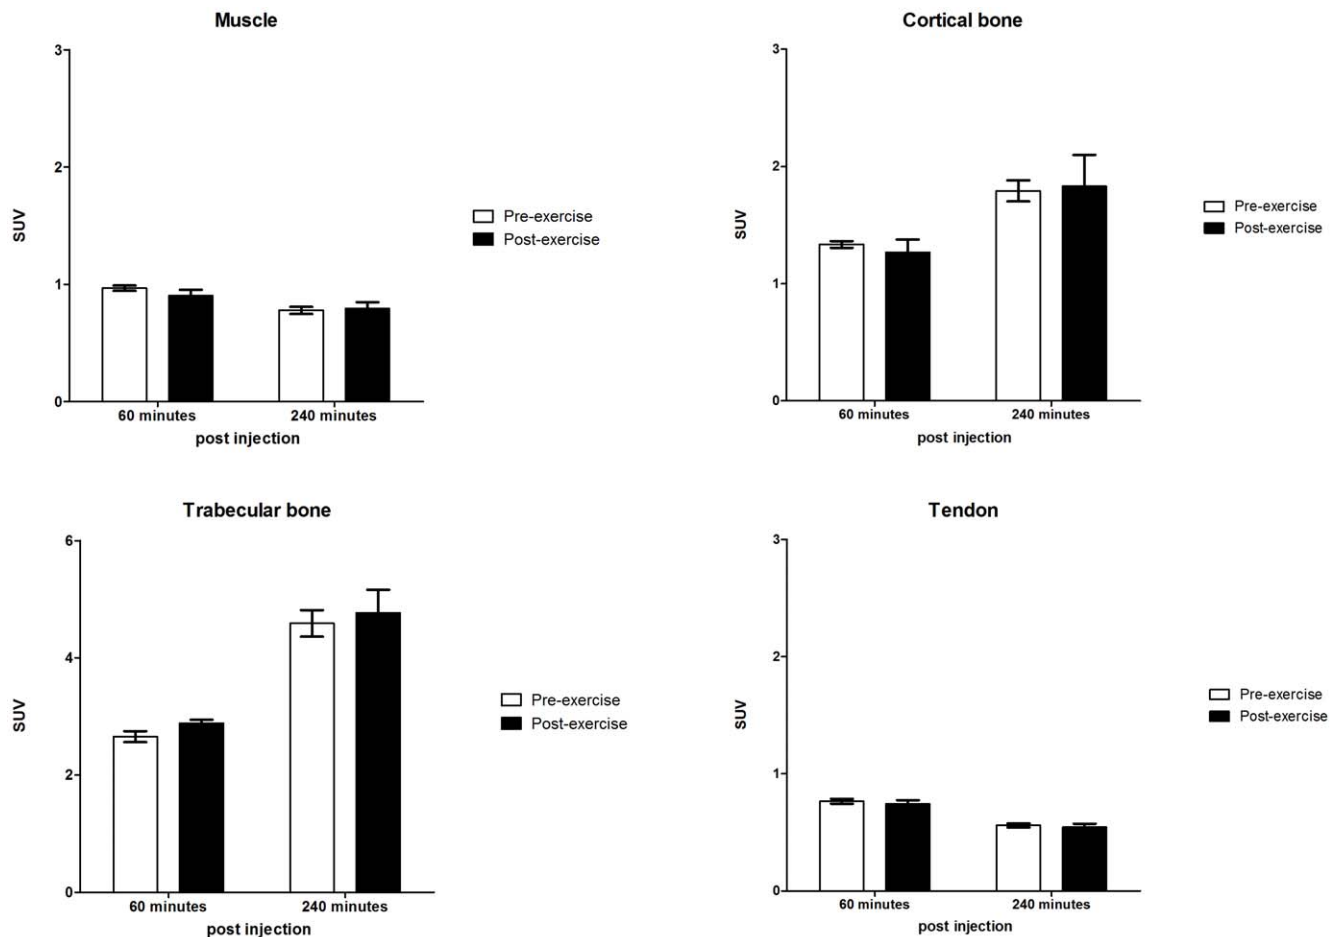 Muscle
3
2
1
0
SUV
60 minutes
240 minutes
post injection
Pre-exercise
Post-exercise
Cortical bone
3
2
1
0
SUV
60 minutes
240 minutes
post injection
Pre-exercise
Post-exercise
Trabecular bone
6
4
2
0
SUV
60 minutes
240 minutes
post injection
Pre-exercise
Post-exercise
Tendon
3
2
1
0
SUV
60 minutes
240 minutes
post injection
Pre-exercise
Post-exercise